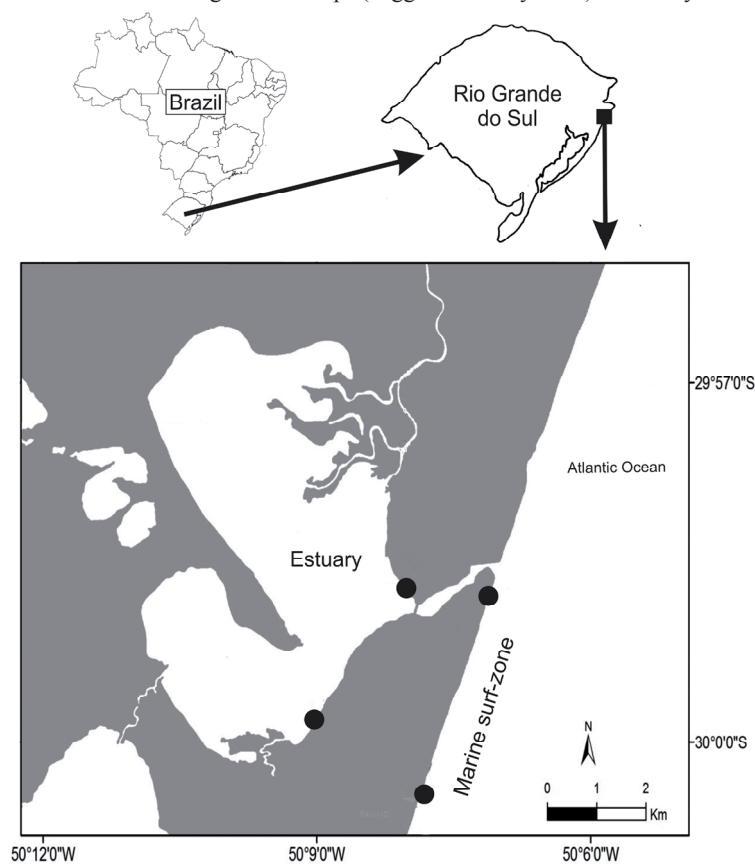 Brazil
Rio Grande
do Sul
29°57'0"S
Atlantic Ocean
Estuary
Marine surf-zone
N
30°0'0"S
0 1 2
Km
50°12'0"W 50°9'0"W 50°6'0"W